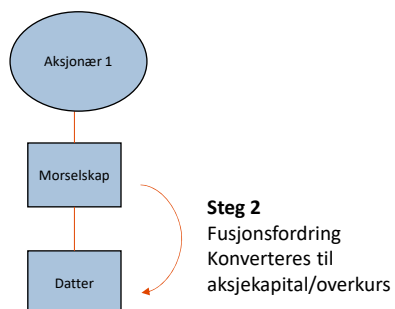 Aksjonær 1
Morselskap
Steg 2
Fusjonsfordring
Konverteres til
aksjekapital/overkurs
Datter